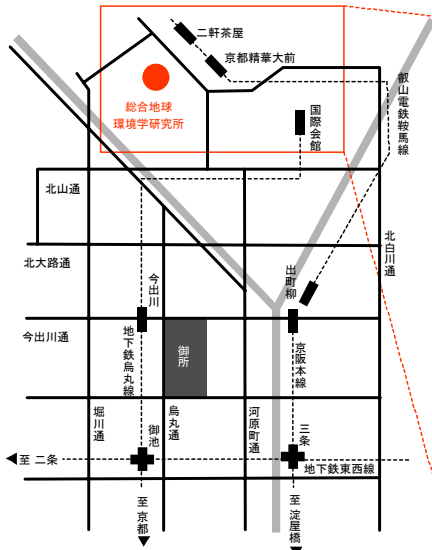 二軒茶屋
京都精華大前
総合地球
環境学研究所
国際会館
叡山電鉄鞍馬線
北山通
北白川通
北大路通
今出川
出町柳
今出川通
地下鉄烏丸線
御所
京阪本線
堀川通
烏丸通
河原町通
御池
三条
至 二条
地下鉄東西線
至 京都
至 淀屋橋